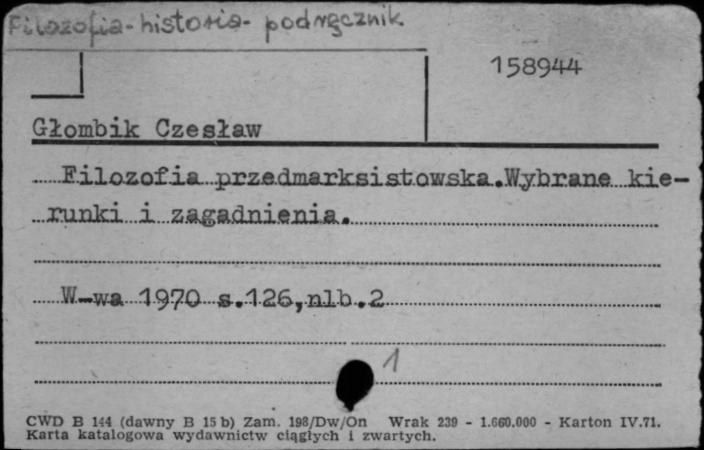 Filozofia - historia - podręcznik
158944
Głombik Czesław
Filozofia przedmarksistowska.Wybrane kie-
runki i zagadnienia.
W-wa 1970 s.126,nlb.2
1
CWD B 144 (dawny B 15 b) Zam. 198/Dw/On Wrak 239 - 1.660.000 - Karton IV.71.
Karta katalogowa wydawnictw ciągłych i zwartych.